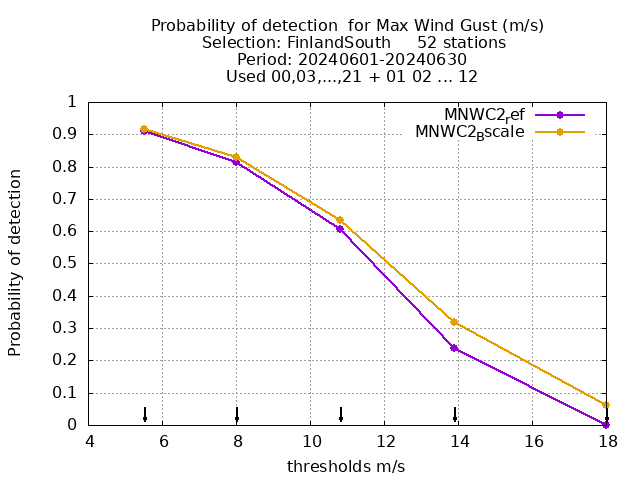 Probability of detection  for Max Wind Gust (m/s)
Selection: FinlandSouth     52 stations
Period: 20240601-20240630
Used 00,03,...,21 + 01 02 ... 12
MNWC2ref
MNWC2Bscale
Probability of detection
1
0.9
0.8
0.7
0.6
0.5
0.4
0.3
0.2
0.1
0
4 6 8 10 12 14 16 18
thresholds m/s